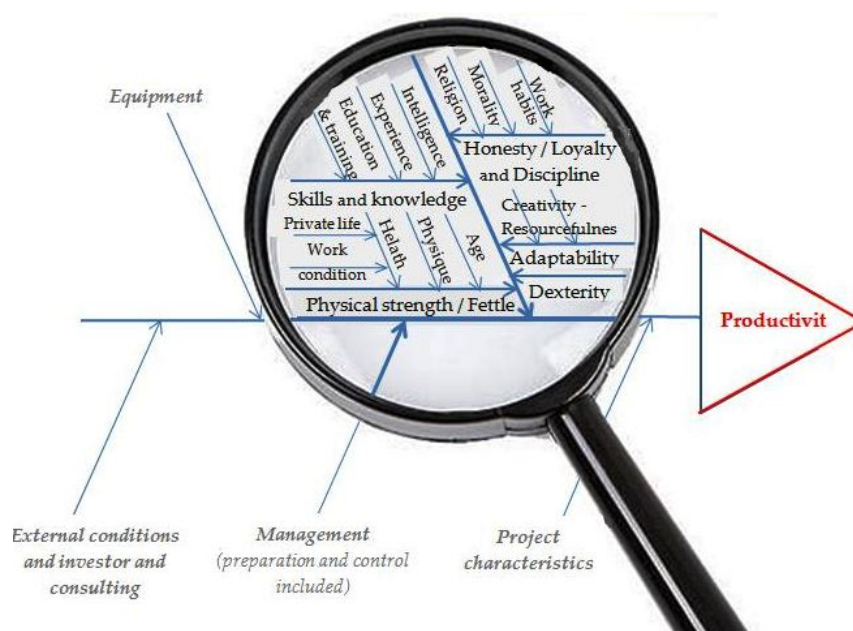 Equipment
Education
& training
Experience
Intelligence
Religion
Morality
Work
habits
Honesty / Loyalty
and Discipline
Skills and knowledge
Creativity -
Resourcefulnes
Private life
Work
condition
Helath
Physique
Age
Adaptability
Dexterity
Physical strength / Fettle
Productivit
External conditions
and investor and
consulting
Management
(preparation and control
included)
Project
characteristics